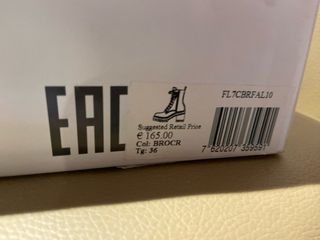 EAC
FL7CBRFAL10
Suggested Retail Price
€ 165.00
Col: BROCR
Tg: 36